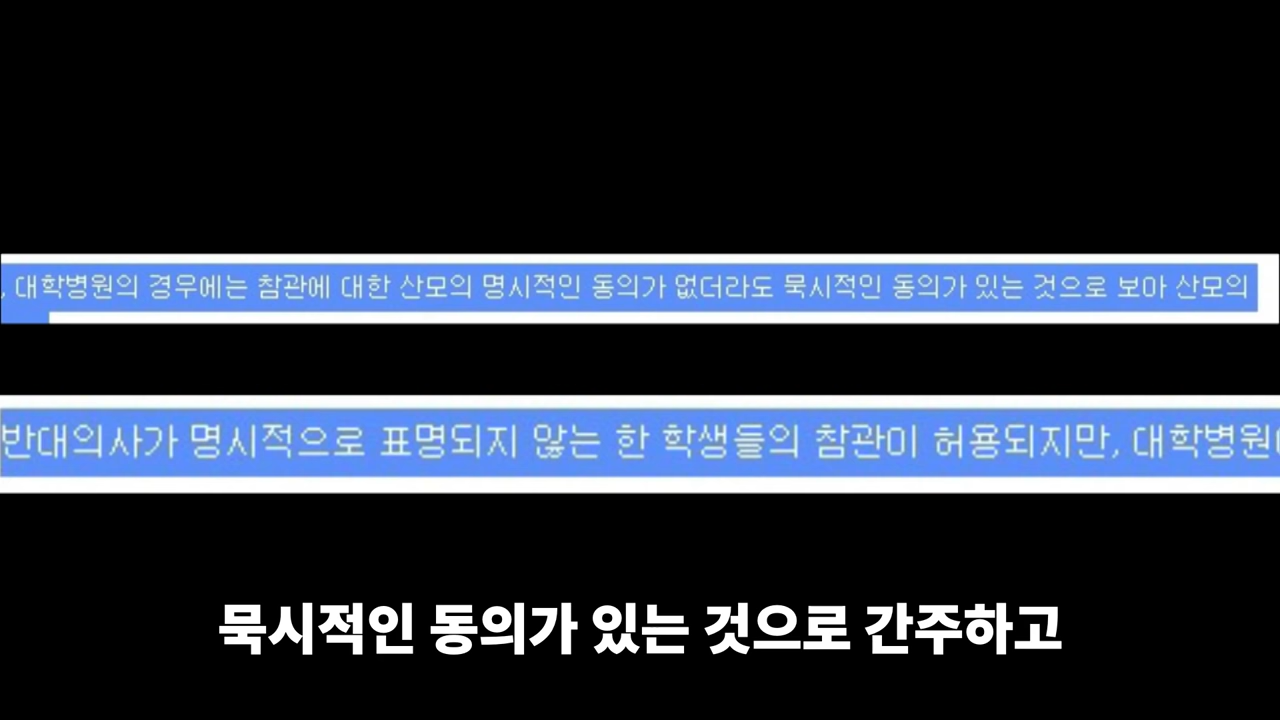 , 대학병원의 경우에는 참관에 대한 산모의 명시적인 동의가 없더라도 묵시적인 동의가 있는 것으로 보아 산모의
반대의사가 명시적으로 표명되지 않는 한 학생들의 참관이 허용되지만, 대학병원
묵시적인 동의가 있는 것으로 간주하고